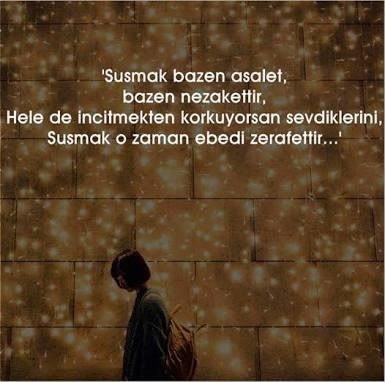 'Susmak bazen asalet,
bazen nezakettir,
Hele de incitmekten korkuyorsan sevdiklerini,
Susmak o zaman ebedi zerafettir...'